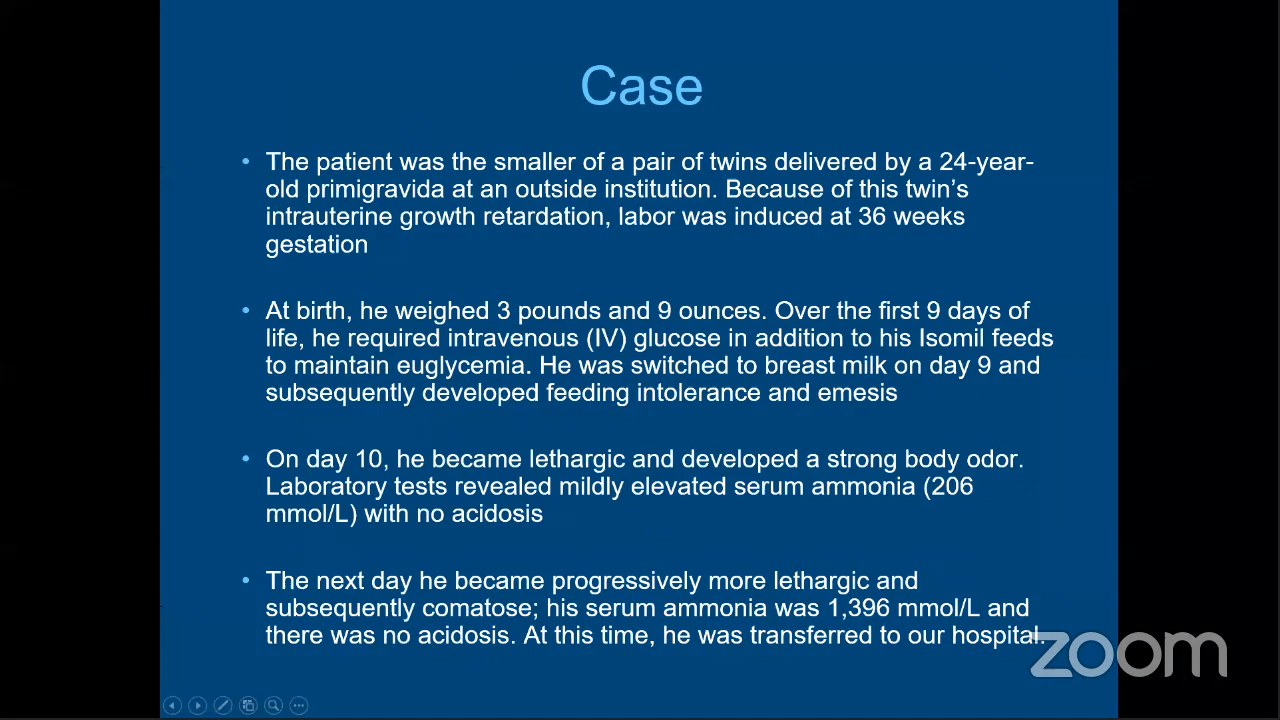 Case
• The patient was the smaller of a pair of twins delivered by a 24-year-
old primigravida at an outside institution. Because of this twin's
intrauterine growth retardation, labor was induced at 36 weeks
gestation
• At birth, he weighed 3 pounds and 9 ounces. Over the first 9 days of
life, he required intravenous (IV) glucose in addition to his Isomil feeds
to maintain euglycemia. He was switched to breast milk on day 9 and
subsequently developed feeding intolerance and emesis
• On day 10, he became lethargic and developed a strong body odor.
Laboratory tests revealed mildly elevated serum ammonia (206
mmol/L) with no acidosis
• The next day he became progressively more lethargic and
subsequently comatose; his serum ammonia was 1,396 mmol/L and
there was no acidosis. At this time, he was transferred to our hospital.
zoom